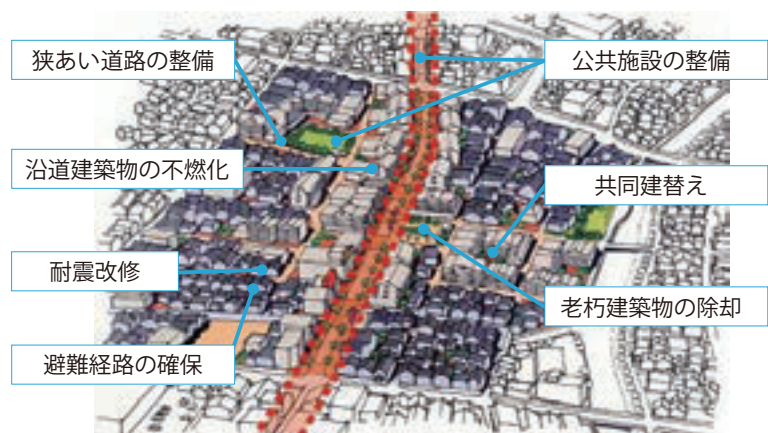 狭あい道路の整備
公共施設の整備
沿道建築物の不燃化
共同建替え
耐震改修
老朽建築物の除却
避難経路の確保